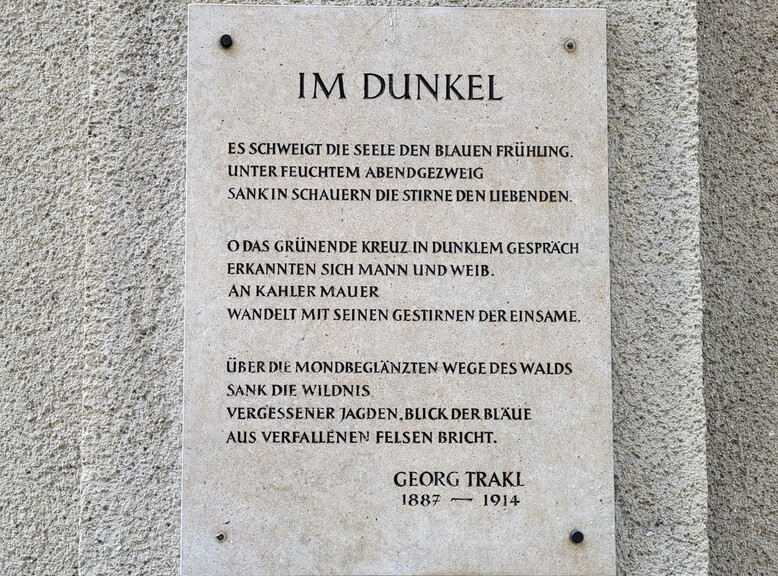 IM DUNKEL
ES SCHWEIGT DIE SEELE DEN BLAUEN FRÜHLING.
UNTER FEUCHTEM ABENDGEZWEIG
SANK IN SCHAUERN DIE STIRNE DEN LIEBENDEN.
O DAS GRÜNENDE KREUZ IN DUNKLEM GESPRÄCH
ERKANNTEN SICH MANN UND WEIB.
AN KAHLER MAUER
WANDELT MIT SEINEN GESTIRNEN DER EINSAME.
ÜBER DIE MONDBEGLÄNZTEN WEGE DES WALDS
SANK DIE WILDNIS
VERGESSENER JAGDEN, BLICK DER BLÄUE
AUS VERFALLENEN FELSEN BRICHT.
GEORG TRAKL
1887 — 1914